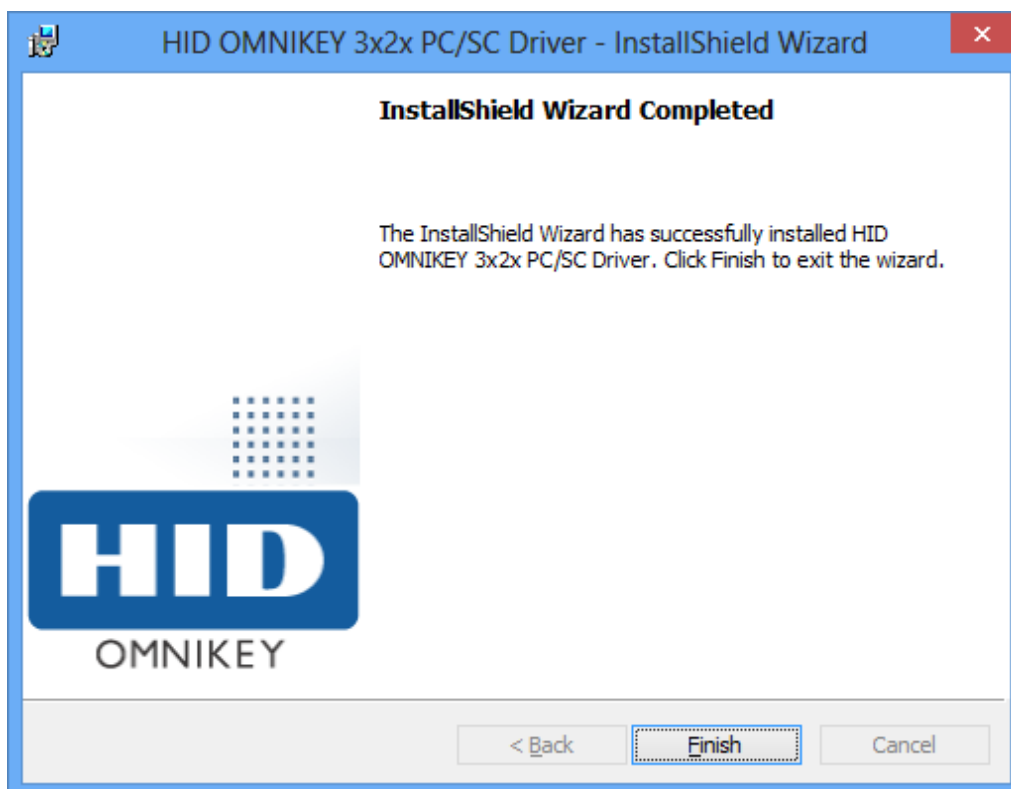 HID OMNIKEY 3x2x PC/SC Driver - InstallShield Wizard
InstallShield Wizard Completed
The InstallShield Wizard has successfully installed HID
OMNIKEY 3x2x PC/SC Driver. Click Finish to exit the wizard.
HID
OMNIKEY
< Back
Finish
Cancel